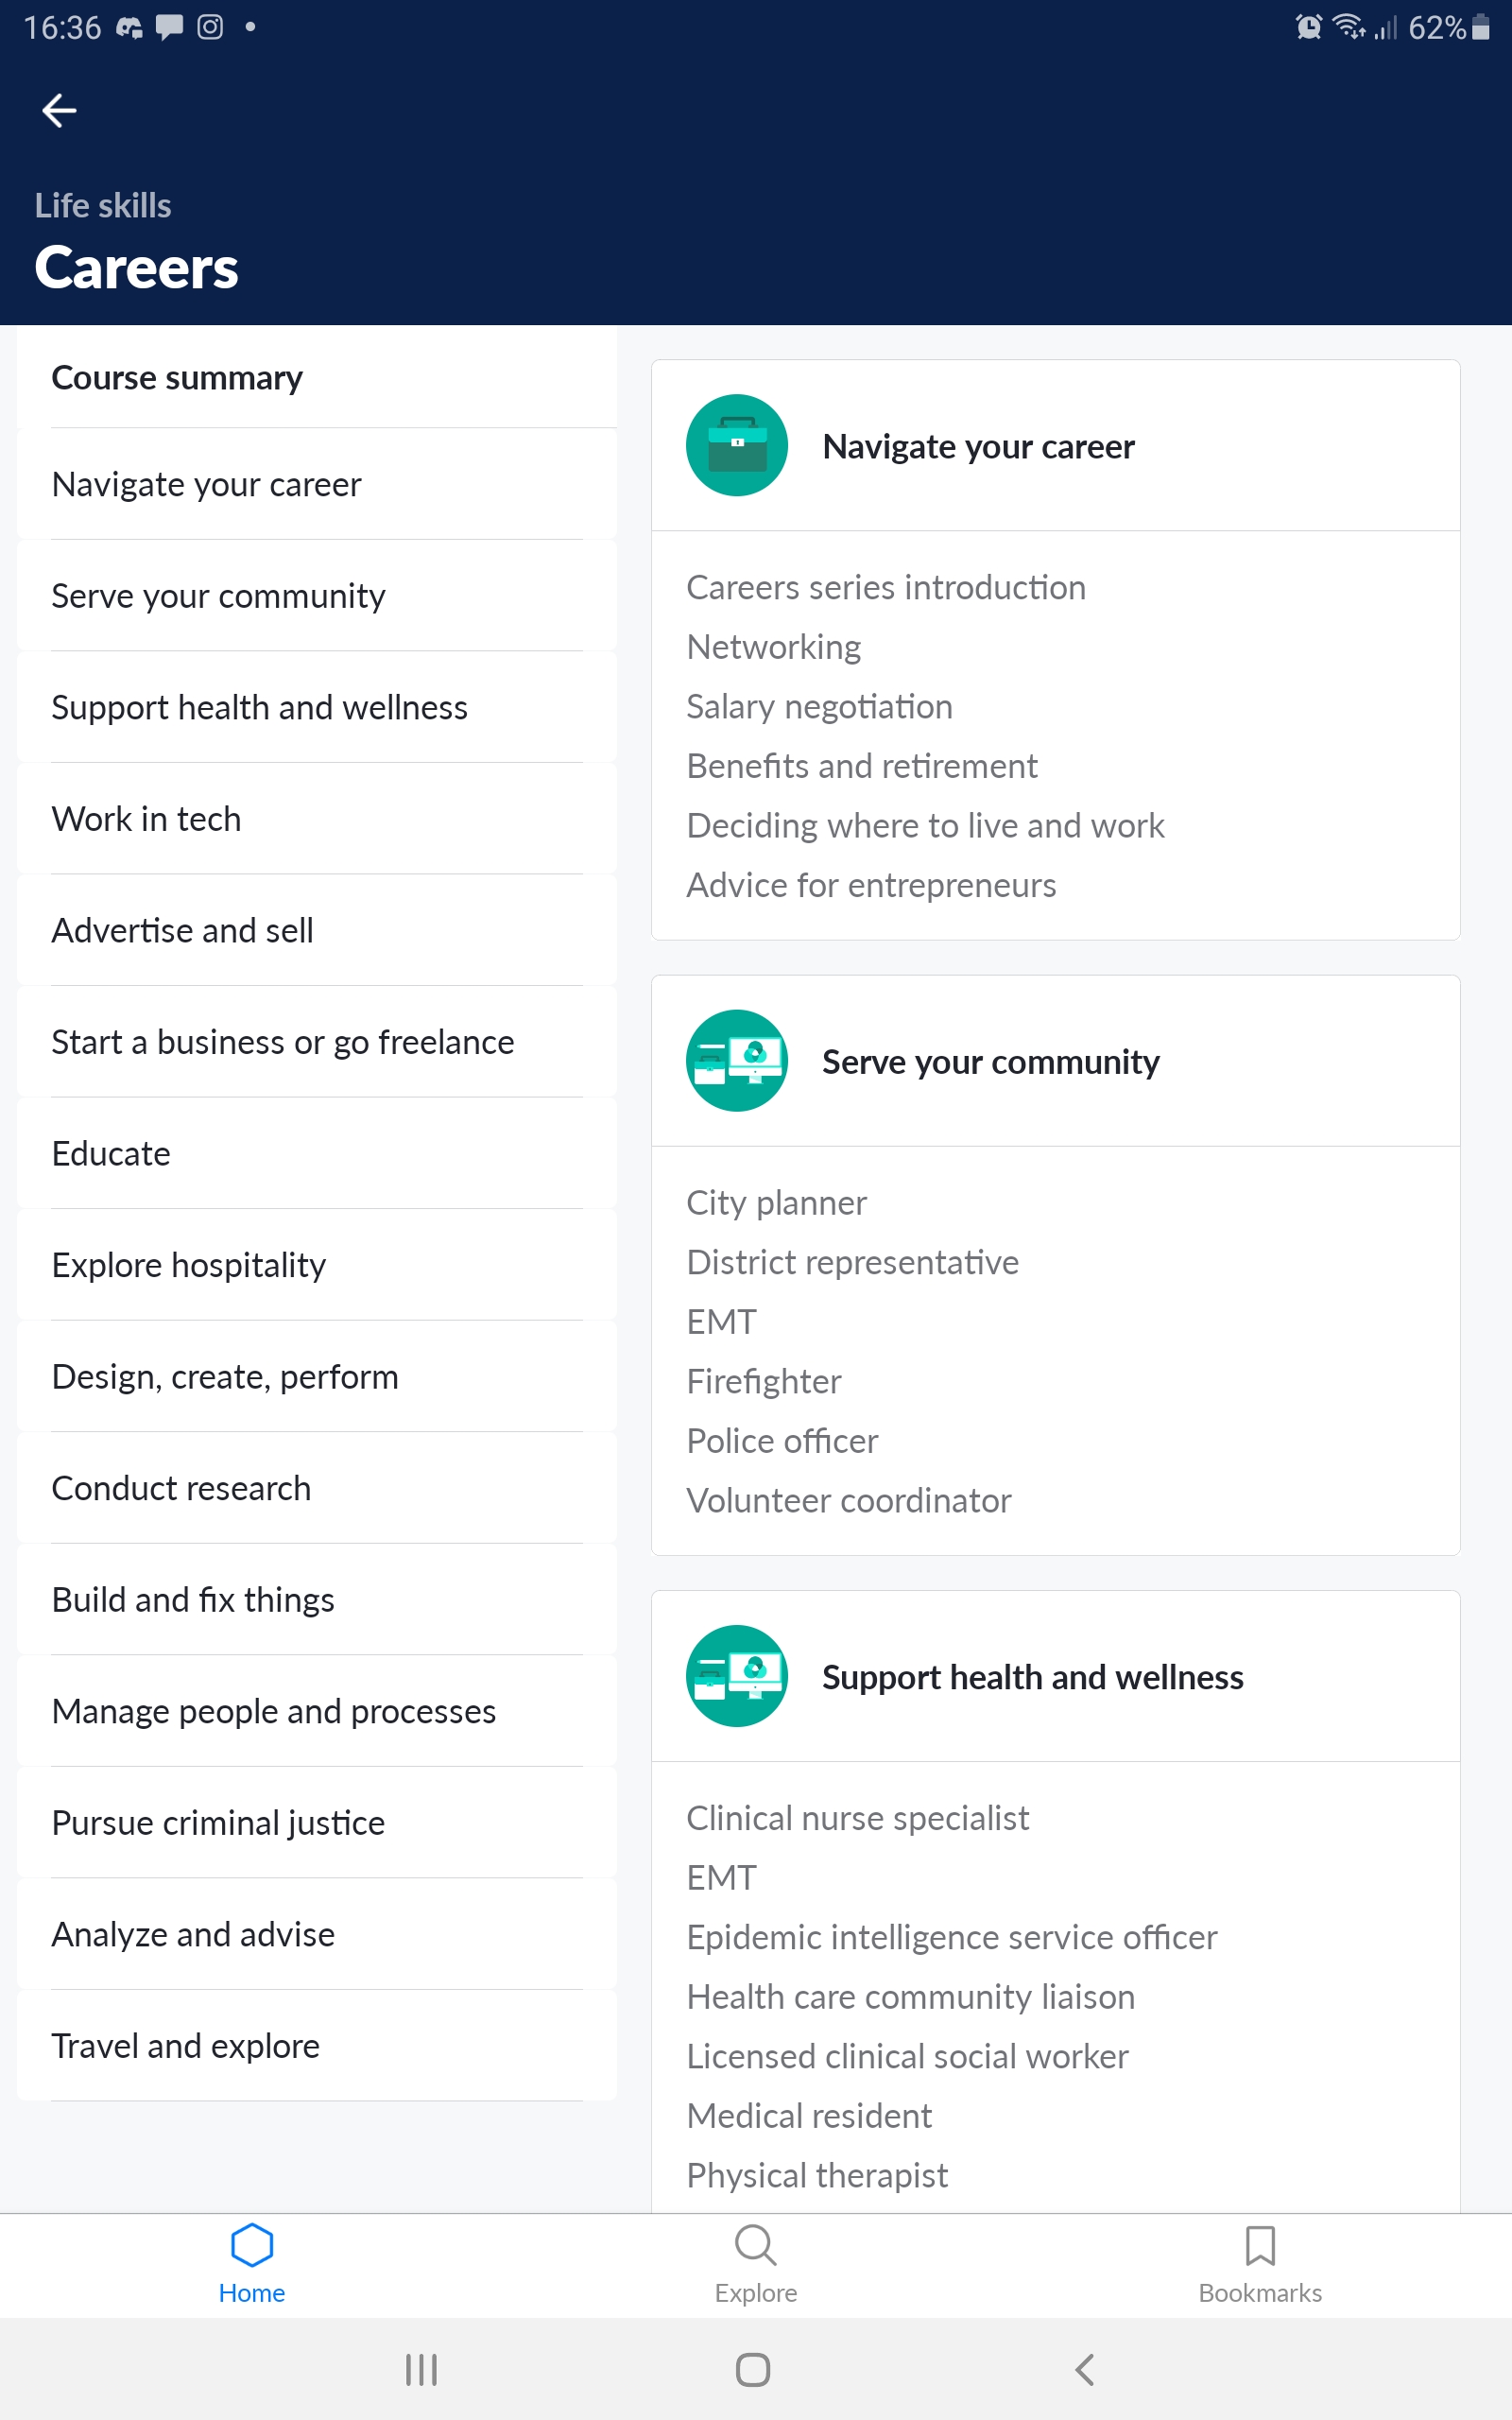 16:36
62%
Life skills
Careers
Course summary
Navigate your career
Serve your community
Support health and wellness
Work in tech
Advertise and sell
Start a business or go freelance
Educate
Explore hospitality
Design, create, perform
Conduct research
Build and fix things
Manage people and processes
Pursue criminal justice
Analyze and advise
Travel and explore
Navigate your career
Careers series introduction
Networking
Salary negotiation
Benefits and retirement
Deciding where to live and work
Advice for entrepreneurs
Serve your community
City planner
District representative
EMT
Firefighter
Police officer
Volunteer coordinator
Support health and wellness
Clinical nurse specialist
EMT
Epidemic intelligence service officer
Health care community liaison
Licensed clinical social worker
Medical resident
Physical therapist
Home
Explore
Bookmarks